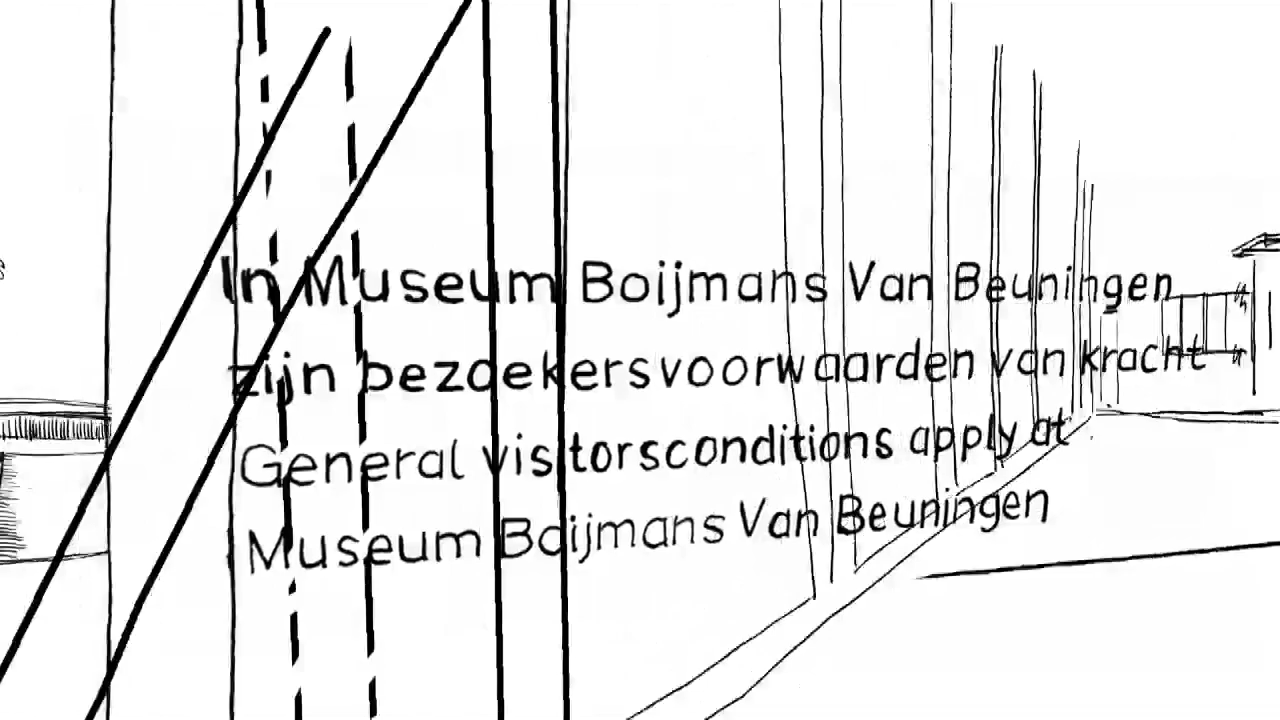 In Museum Boijmans Van Beuningen
zijn bezoekersvoorwaarden van kracht
General visitorsconditions apply at
Museum Boijmans Van Beuningen